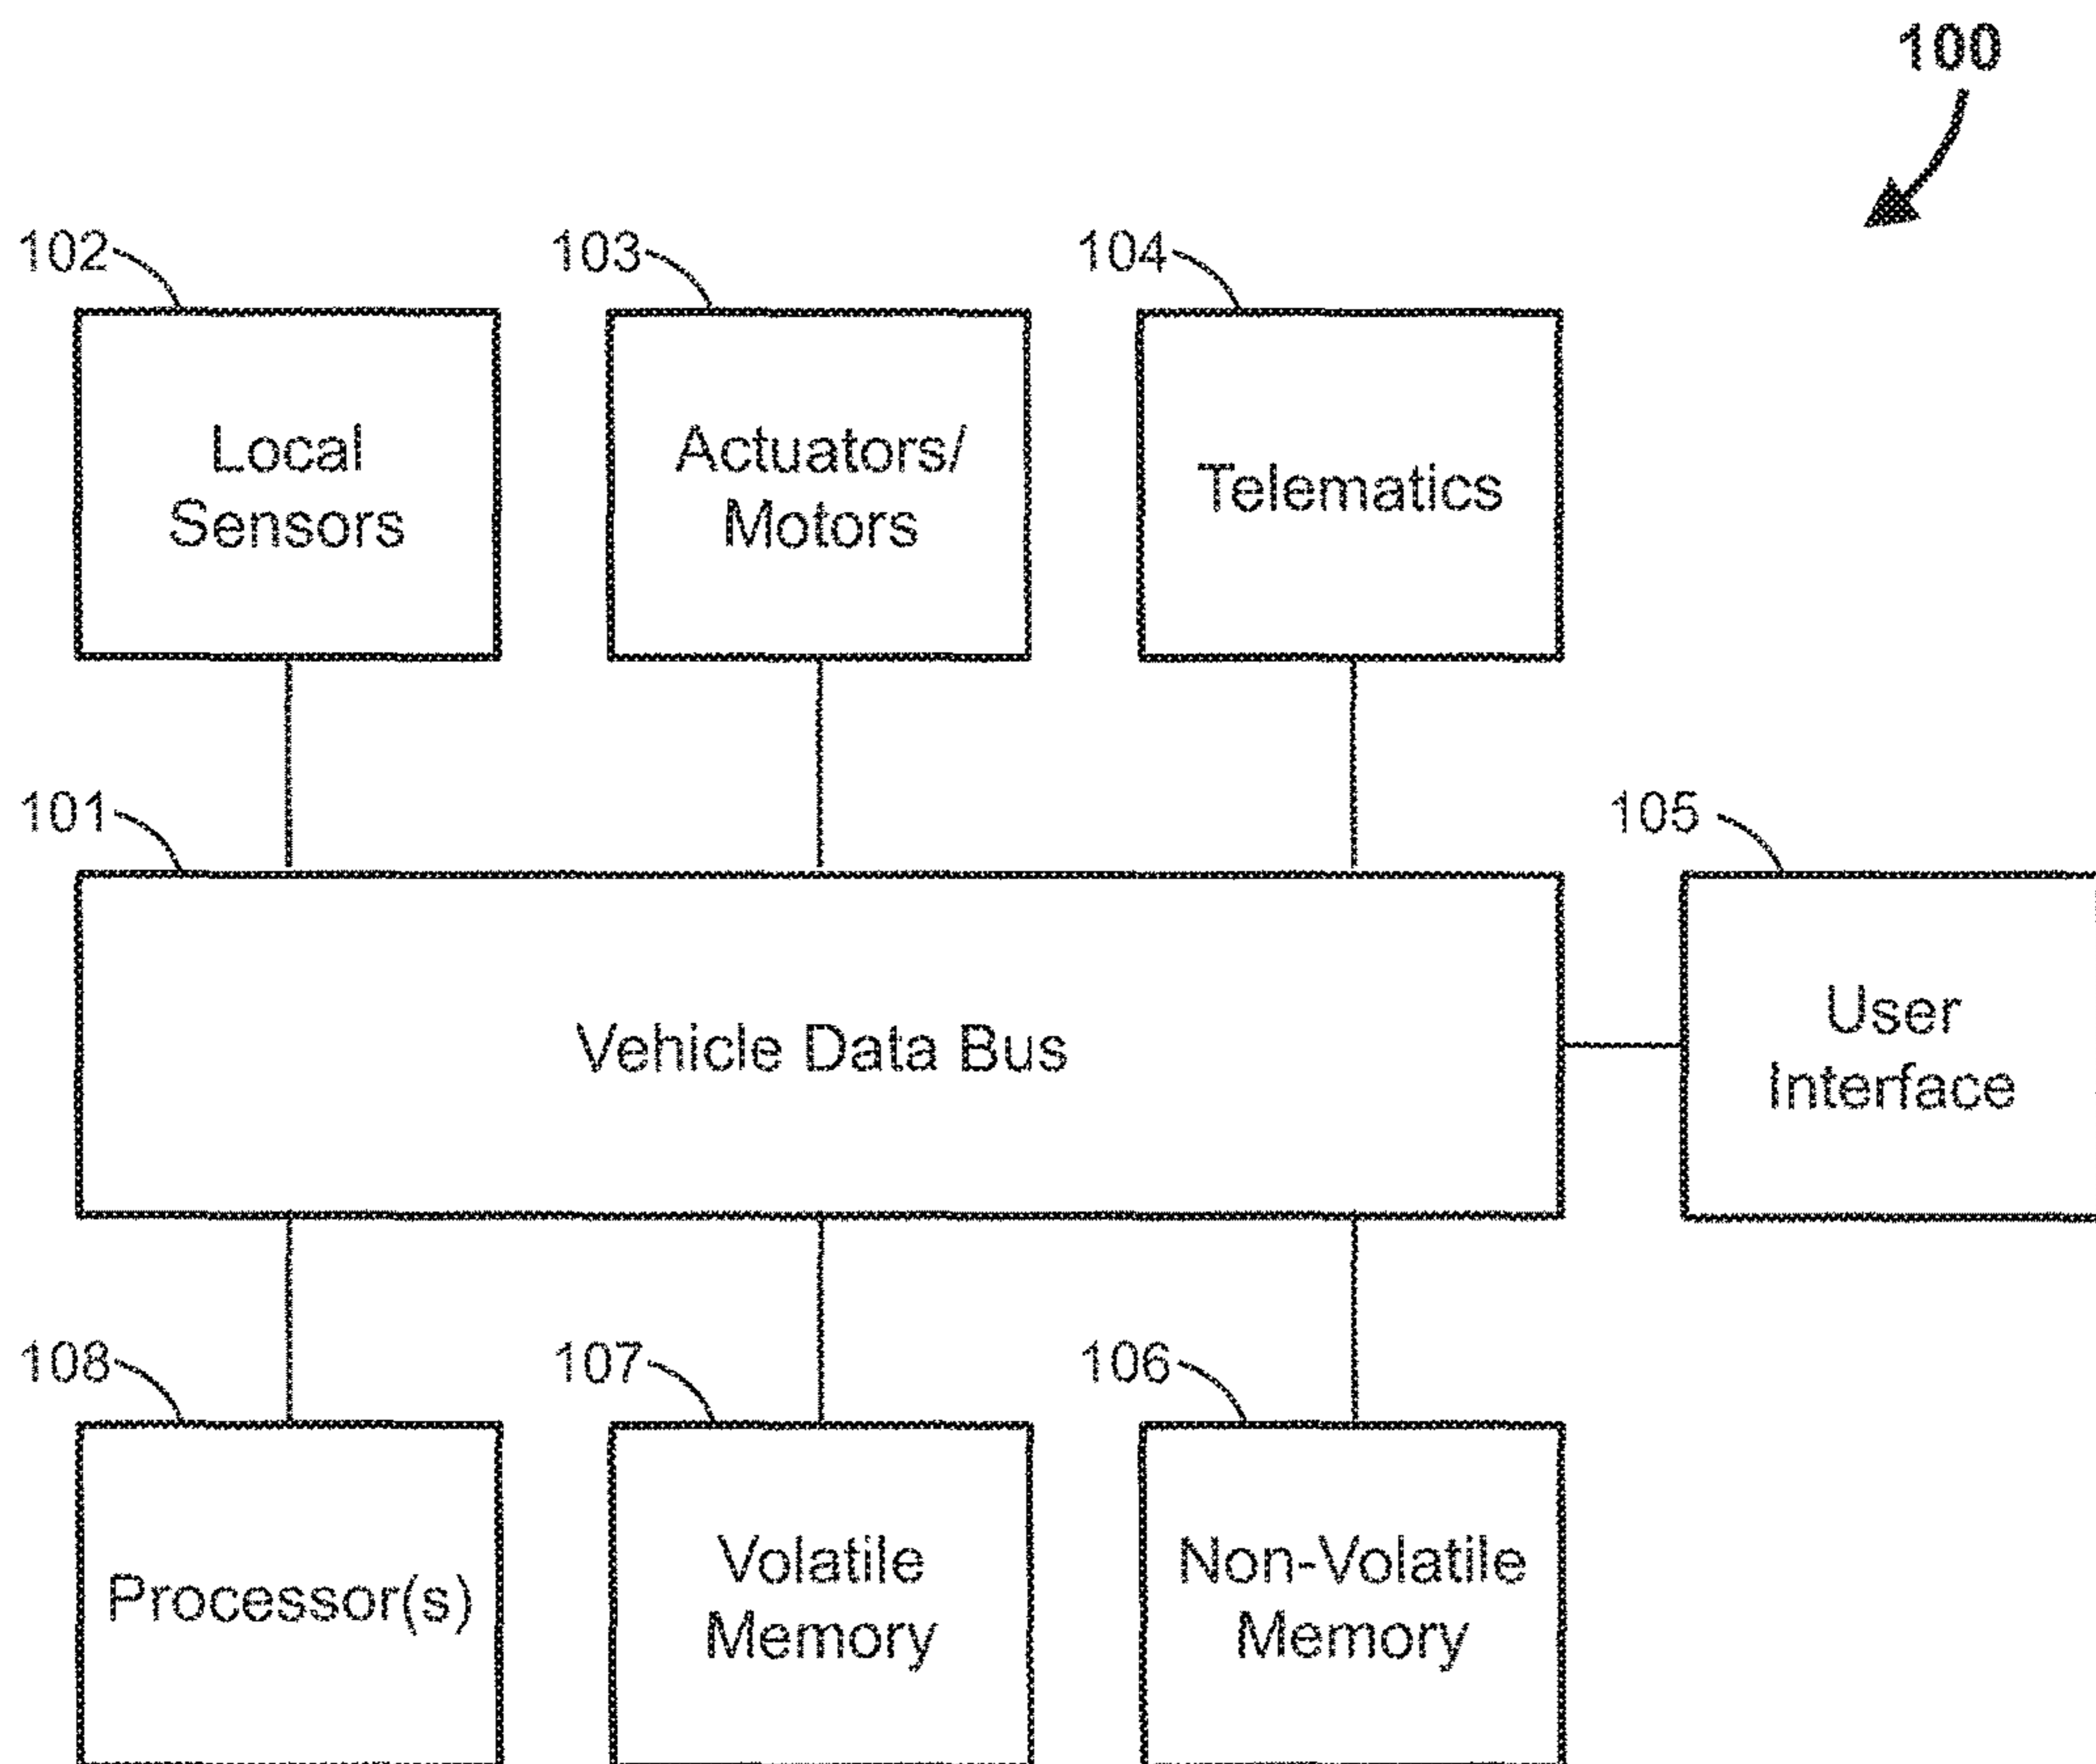 100
102
103
104
Local
Sensors
Actuators/
Motors
Telematics
101
105
Vehicle Data Bus
User
Interface
108
107
106
Processor(s)
Volatile
Memory
Non-Volatile
Memory